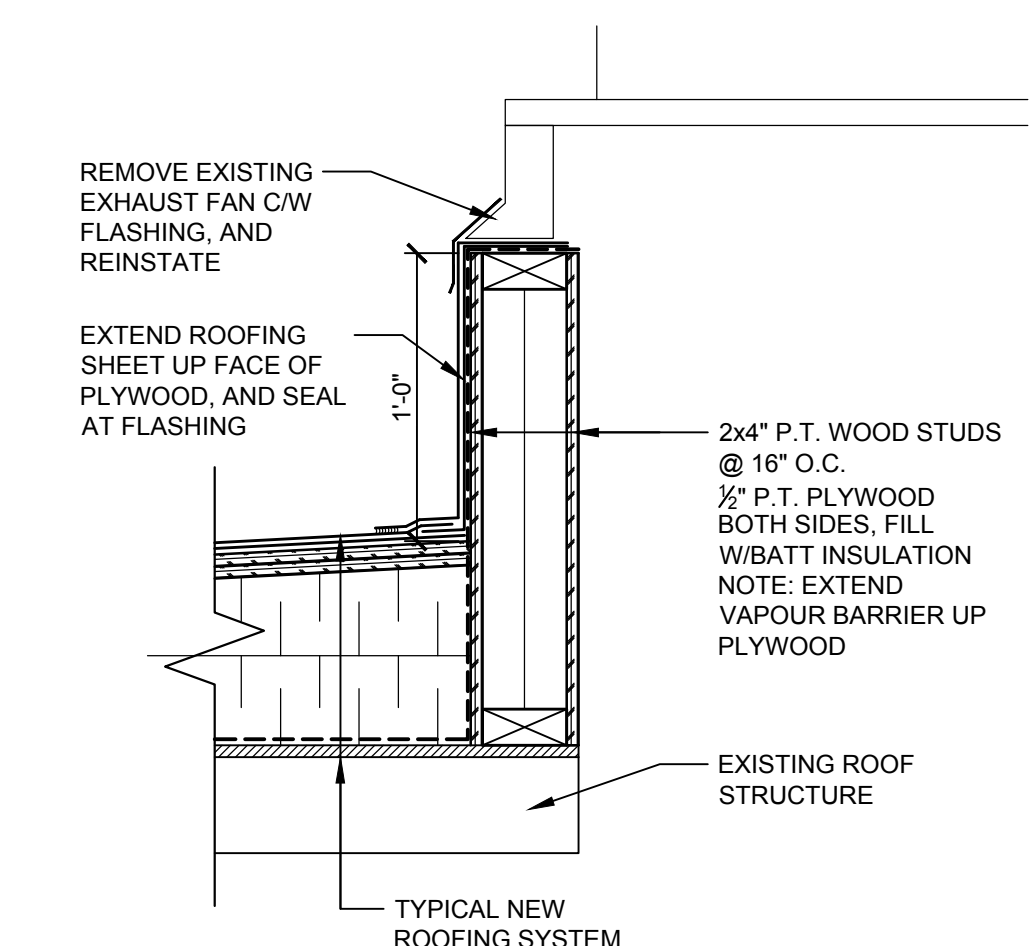 REMOVE EXISTING
EXHAUST FAN C/W
FLASHING, AND
REINSTATE
EXTEND ROOFING
SHEET UP FACE OF
PLYWOOD, AND SEAL
AT FLASHING
1'-0"
2x4" P.T. WOOD STUDS
@ 16" O.C.
½" P.T. PLYWOOD
BOTH SIDES, FILL
W/BATT INSULATION
NOTE: EXTEND
VAPOUR BARRIER UP
PLYWOOD
EXISTING ROOF
STRUCTURE
TYPICAL NEW
ROOFING SYSTEM